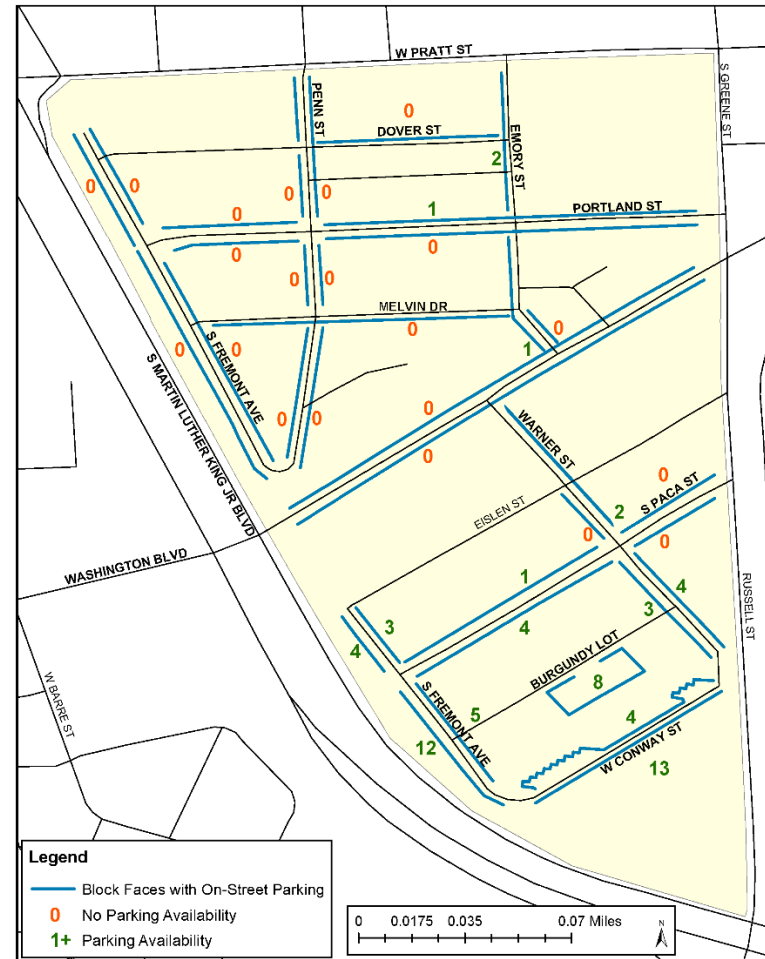 W PRATT ST
S GREENE ST
PENN ST
0
DOVER ST
EMORY ST
2
0
0
0
0
1
PORTLAND ST
0
0
0
0
0
MELVIN DR
0
0
1
S FREMONT AVE
0
0
S MARTIN LUTHER KING JR BLVD
0
0
0
0
WARNER ST
0
S PACA ST
EISLEN ST
2
0
0
WASHINGTON BLVD
1
4
RUSSELL ST
3
3
4
4
BURGUNDY LOT
8
W BARRE ST
S FREMONT AVE
5
4
12
W CONWAY ST
13
Legend
Block Faces with On-Street Parking
0 No Parking Availability
1+ Parking Availability
0 0.0175 0.035 0.07 Miles
N